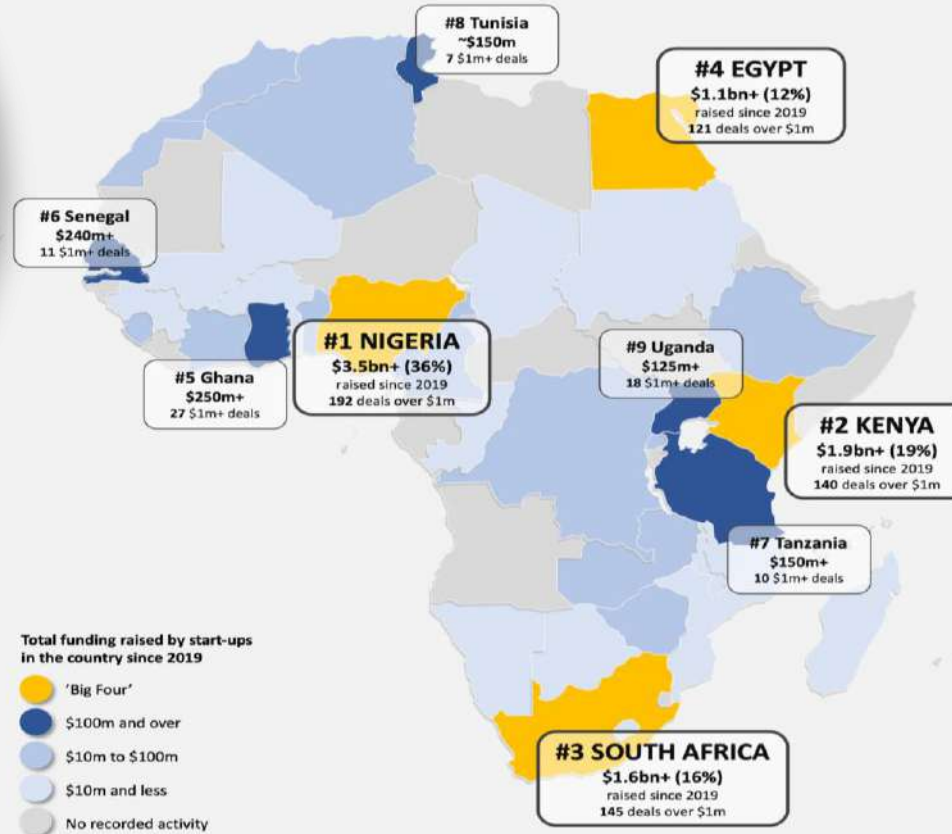 #8 Tunisia
~$150m
7 $1m+ deals
#4 EGYPT
$1.1bn+ (12%)
raised since 2019
121 deals over $1m
#6 Senegal
$240m+
11 $1m+ deals
#1 NIGERIA
$3.5bn+ (36%)
raised since 2019
192 deals over $1m
#9 Uganda
$125m+
18 $1m+ deals
#5 Ghana
$250m+
27 $1m+ deals
#2 KENYA
$1.9bn+ (19%)
raised since 2019
140 deals over $1m
#7 Tanzania
$150m+
10 $1m+ deals
Total funding raised by start-ups
in the country since 2019
'Big Four'
$100m and over
$10m to $100m
$10m and less
No recorded activity
#3 SOUTH AFRICA
$1.6bn+ (16%)
raised since 2019
145 deals over $1m